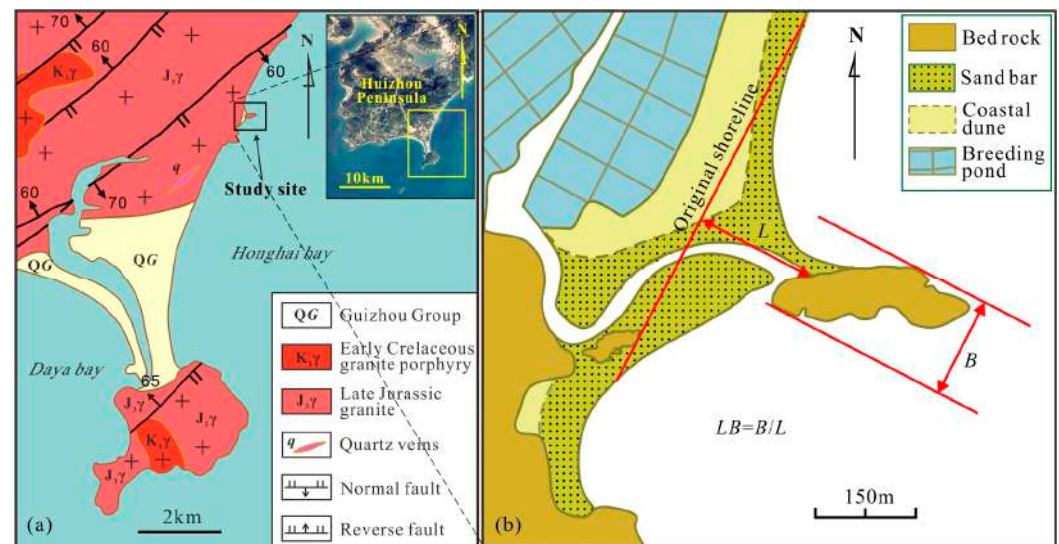 70
60
K₁γ
J₃γ
60
N
Huizhou
Peninsula
N
10km
q
Study site
60
70
QG
QG
Honghai bay
Daya bay
65
J₃γ
J₃γ
K₁γ
J₃γ
2km
(a)
QG Guizhou Group
K₁γ Early Crelaceous
granite porphyry
J₃γ Late Jurassic
granite
q Quartz veins
Normal fault
Reverse fault
Original shoreline
N
L
B
LB=B/L
150m
(b)
Bed rock
Sand bar
Coastal
dune
Breeding
pond